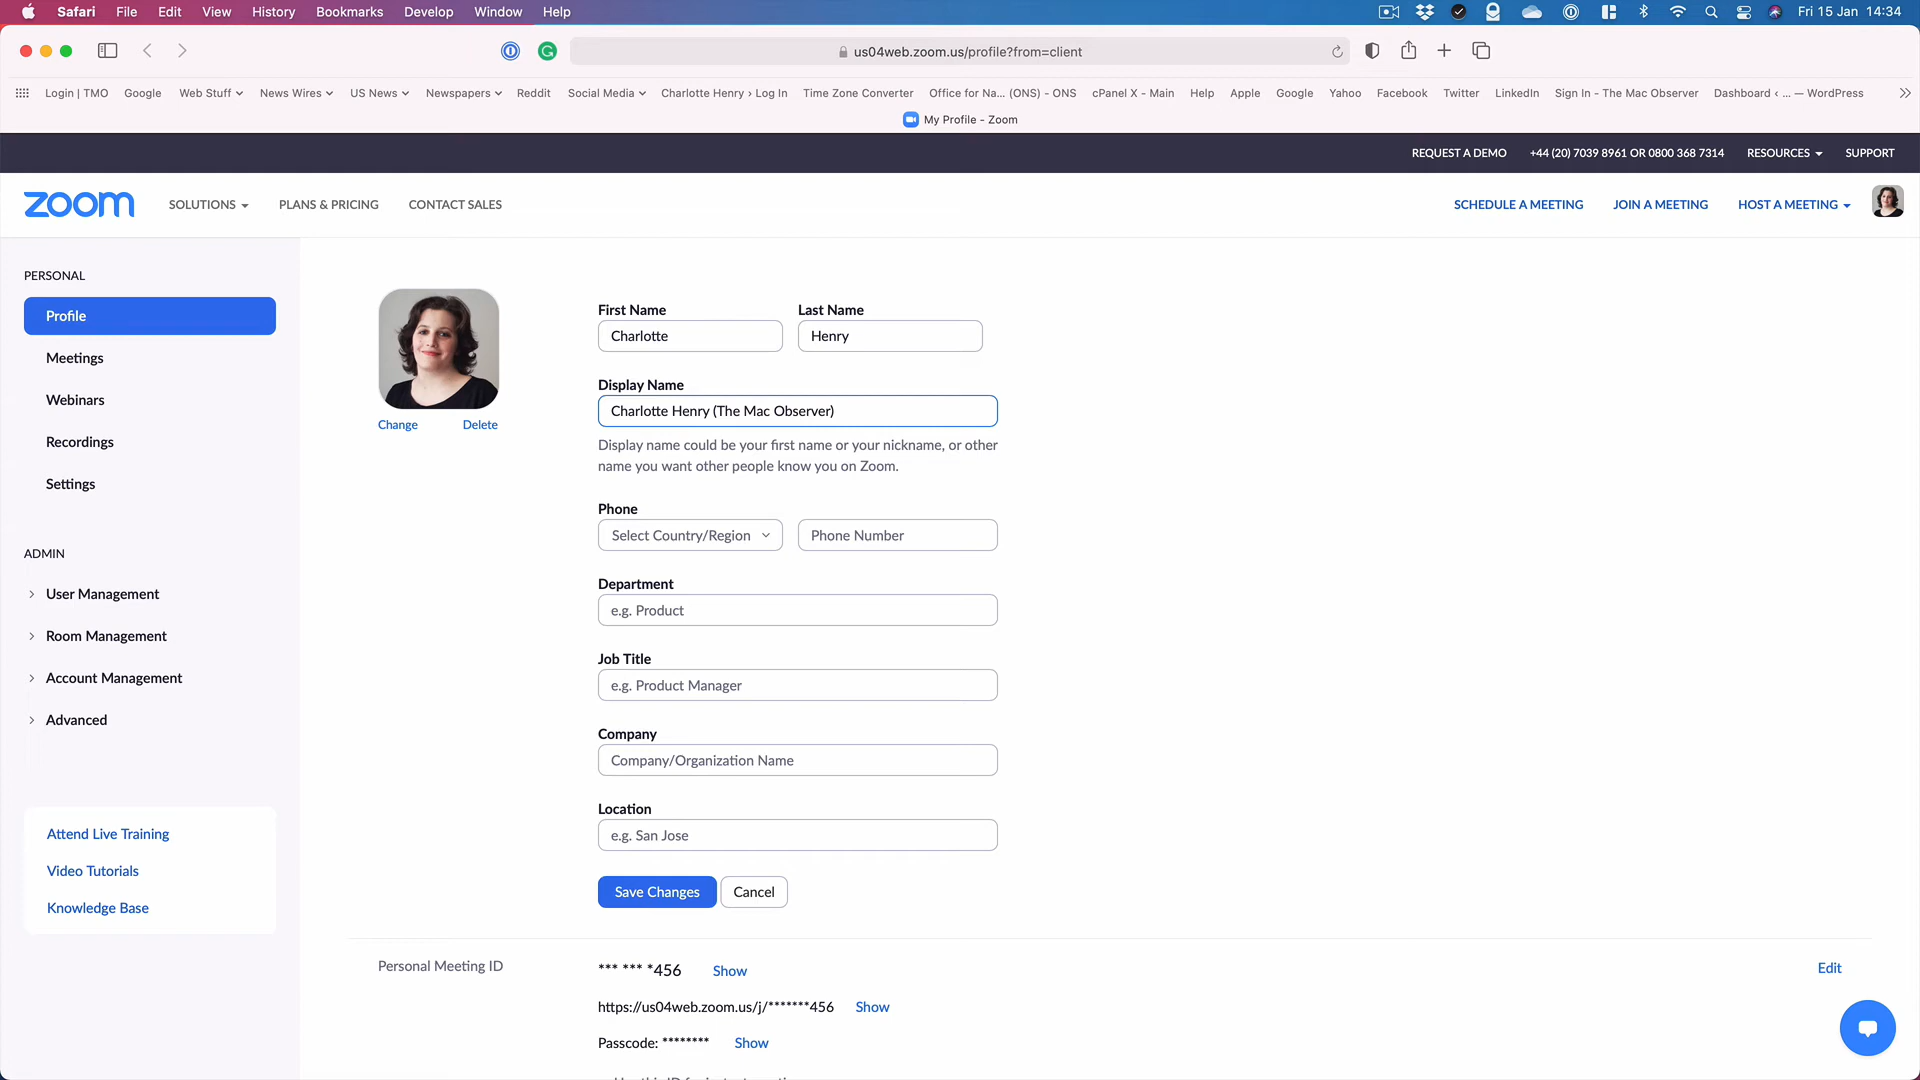 Safari File Edit View History Bookmarks Develop Window Help Fri 15 Jan 14:34
us04web.zoom.us/profile?from=client
Login | TMO Google Web Stuff News Wires US News Newspapers Reddit Social Media Charlotte Henry › Log In Time Zone Converter Office for Na... (ONS) - ONS cPanel X - Main Help Apple Google Yahoo Facebook Twitter LinkedIn Sign In - The Mac Observer Dashboard ‹ ... — WordPress
My Profile - Zoom
REQUEST A DEMO +44 (20) 7039 8961 OR 0800 368 7314 RESOURCES SUPPORT
zoom SOLUTIONS PLANS & PRICING CONTACT SALES SCHEDULE A MEETING JOIN A MEETING HOST A MEETING
PERSONAL
Profile
Meetings
Webinars
Recordings
Settings
ADMIN
User Management
Room Management
Account Management
Advanced
Attend Live Training
Video Tutorials
Knowledge Base
Change Delete
First Name Last Name
Charlotte Henry
Display Name
Charlotte Henry (The Mac Observer)
Display name could be your first name or your nickname, or other
name you want other people know you on Zoom.
Phone
Select Country/Region Phone Number
Department
e.g. Product
Job Title
e.g. Product Manager
Company
Company/Organization Name
Location
e.g. San Jose
Save Changes Cancel
Personal Meeting ID *** *** *456 Show Edit
https://us04web.zoom.us/j/*******456 Show
Passcode: ******** Show